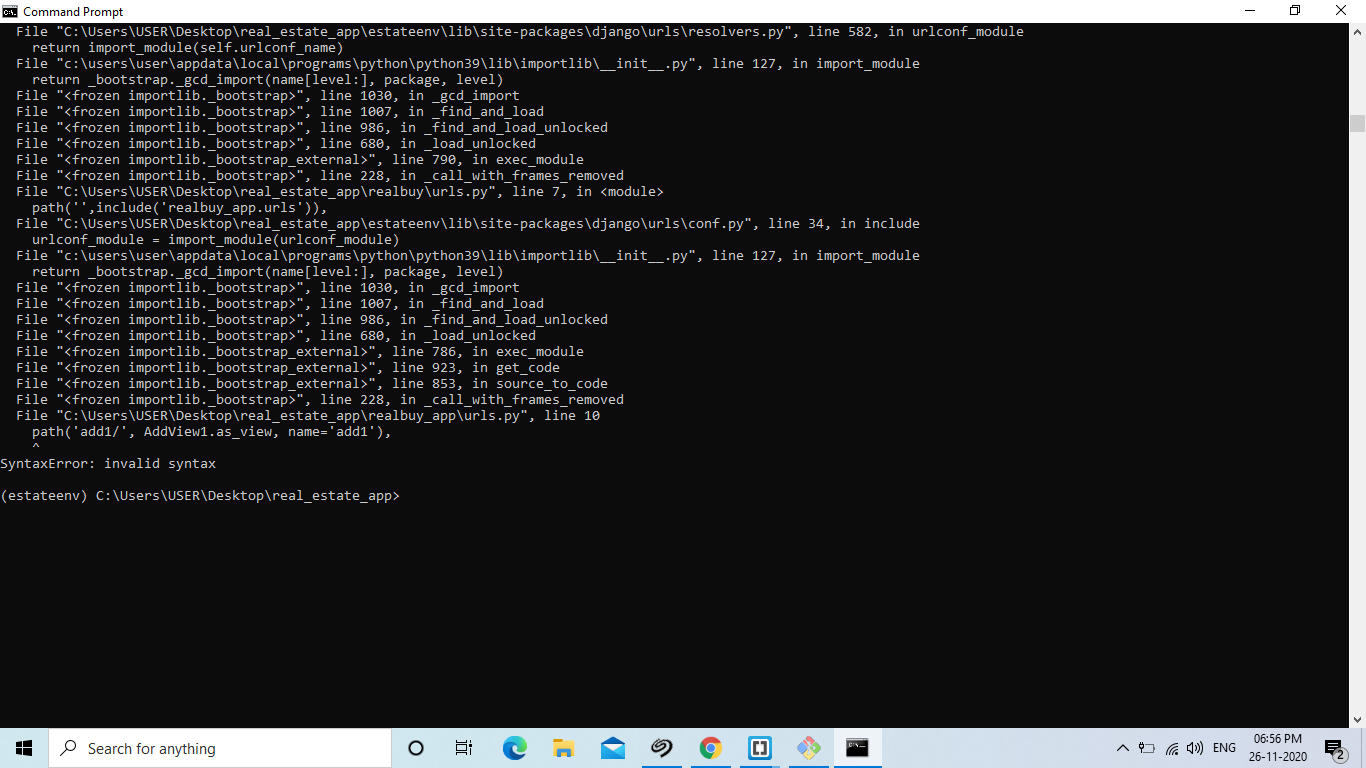 Command Prompt
File "C:\Users\USER\Desktop\real_estate_app\estateenv\lib\site-packages\django\urls\resolvers.py", line 582, in urlconf_module
return import_module(self.urlconf_name)
File "c:\users\user\appdata\local\programs\python\python39\lib\importlib\__init__.py", line 127, in import_module
return _bootstrap._gcd_import(name[level:], package, level)
File "<frozen importlib._bootstrap>", line 1030, in _gcd_import
File "<frozen importlib._bootstrap>", line 1007, in _find_and_load
File "<frozen importlib._bootstrap>", line 986, in _find_and_load_unlocked
File "<frozen importlib._bootstrap>", line 680, in _load_unlocked
File "<frozen importlib._bootstrap_external>", line 790, in exec_module
File "<frozen importlib._bootstrap>", line 228, in _call_with_frames_removed
File "C:\Users\USER\Desktop\real_estate_app\realbuy\urls.py", line 7, in <module>
path('',include('realbuy_app.urls')),
File "C:\Users\USER\Desktop\real_estate_app\estateenv\lib\site-packages\django\urls\conf.py", line 34, in include
urlconf_module = import_module(urlconf_module)
File "c:\users\user\appdata\local\programs\python\python39\lib\importlib\__init__.py", line 127, in import_module
return _bootstrap._gcd_import(name[level:], package, level)
File "<frozen importlib._bootstrap>", line 1030, in _gcd_import
File "<frozen importlib._bootstrap>", line 1007, in _find_and_load
File "<frozen importlib._bootstrap>", line 986, in _find_and_load_unlocked
File "<frozen importlib._bootstrap>", line 680, in _load_unlocked
File "<frozen importlib._bootstrap_external>", line 786, in exec_module
File "<frozen importlib._bootstrap_external>", line 923, in get_code
File "<frozen importlib._bootstrap_external>", line 853, in source_to_code
File "<frozen importlib._bootstrap>", line 228, in _call_with_frames_removed
File "C:\Users\USER\Desktop\real_estate_app\realbuy_app\urls.py", line 10
path('add1/', AddView1.as_view, name='add1'),
^
SyntaxError: invalid syntax
(estateenv) C:\Users\USER\Desktop\real_estate_app>
Search for anything
ENG
06:56 PM
26-11-2020
2